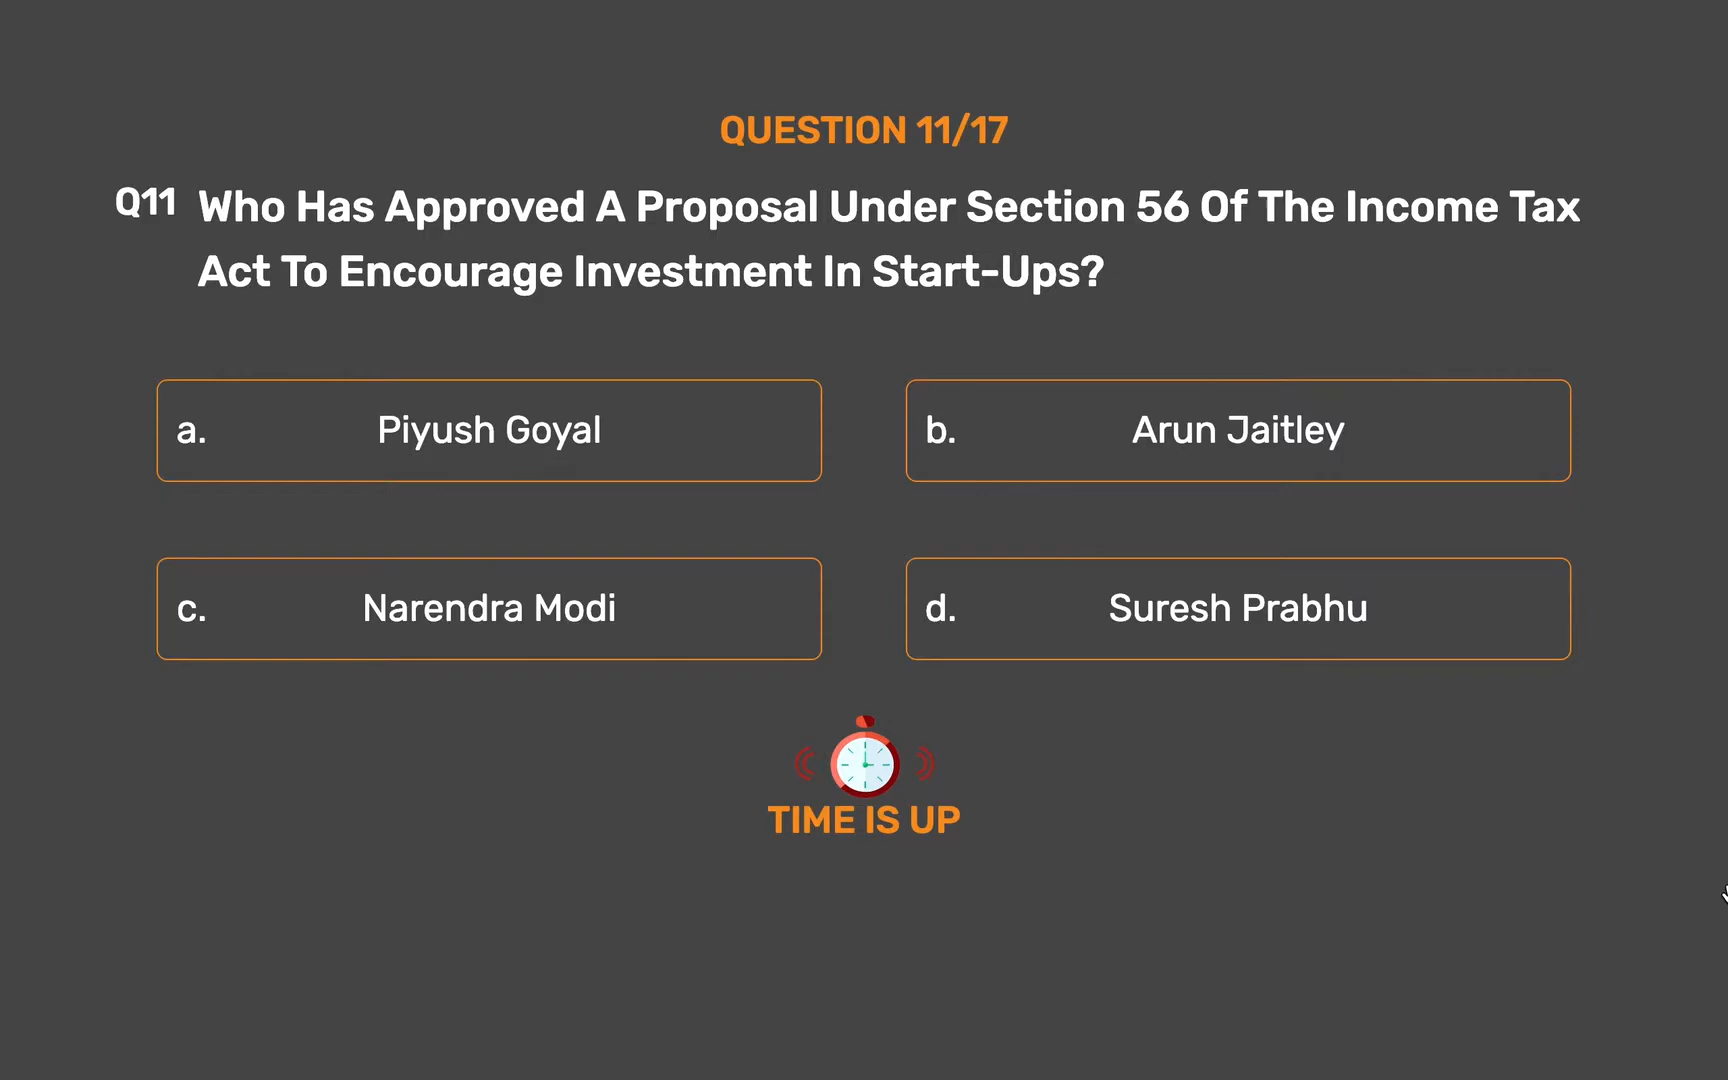 QUESTION 11/17
Q11 Who Has Approved A Proposal Under Section 56 Of The Income Tax
Act To Encourage Investment In Start-Ups?
a. Piyush Goyal
b. Arun Jaitley
c. Narendra Modi
d. Suresh Prabhu
TIME IS UP